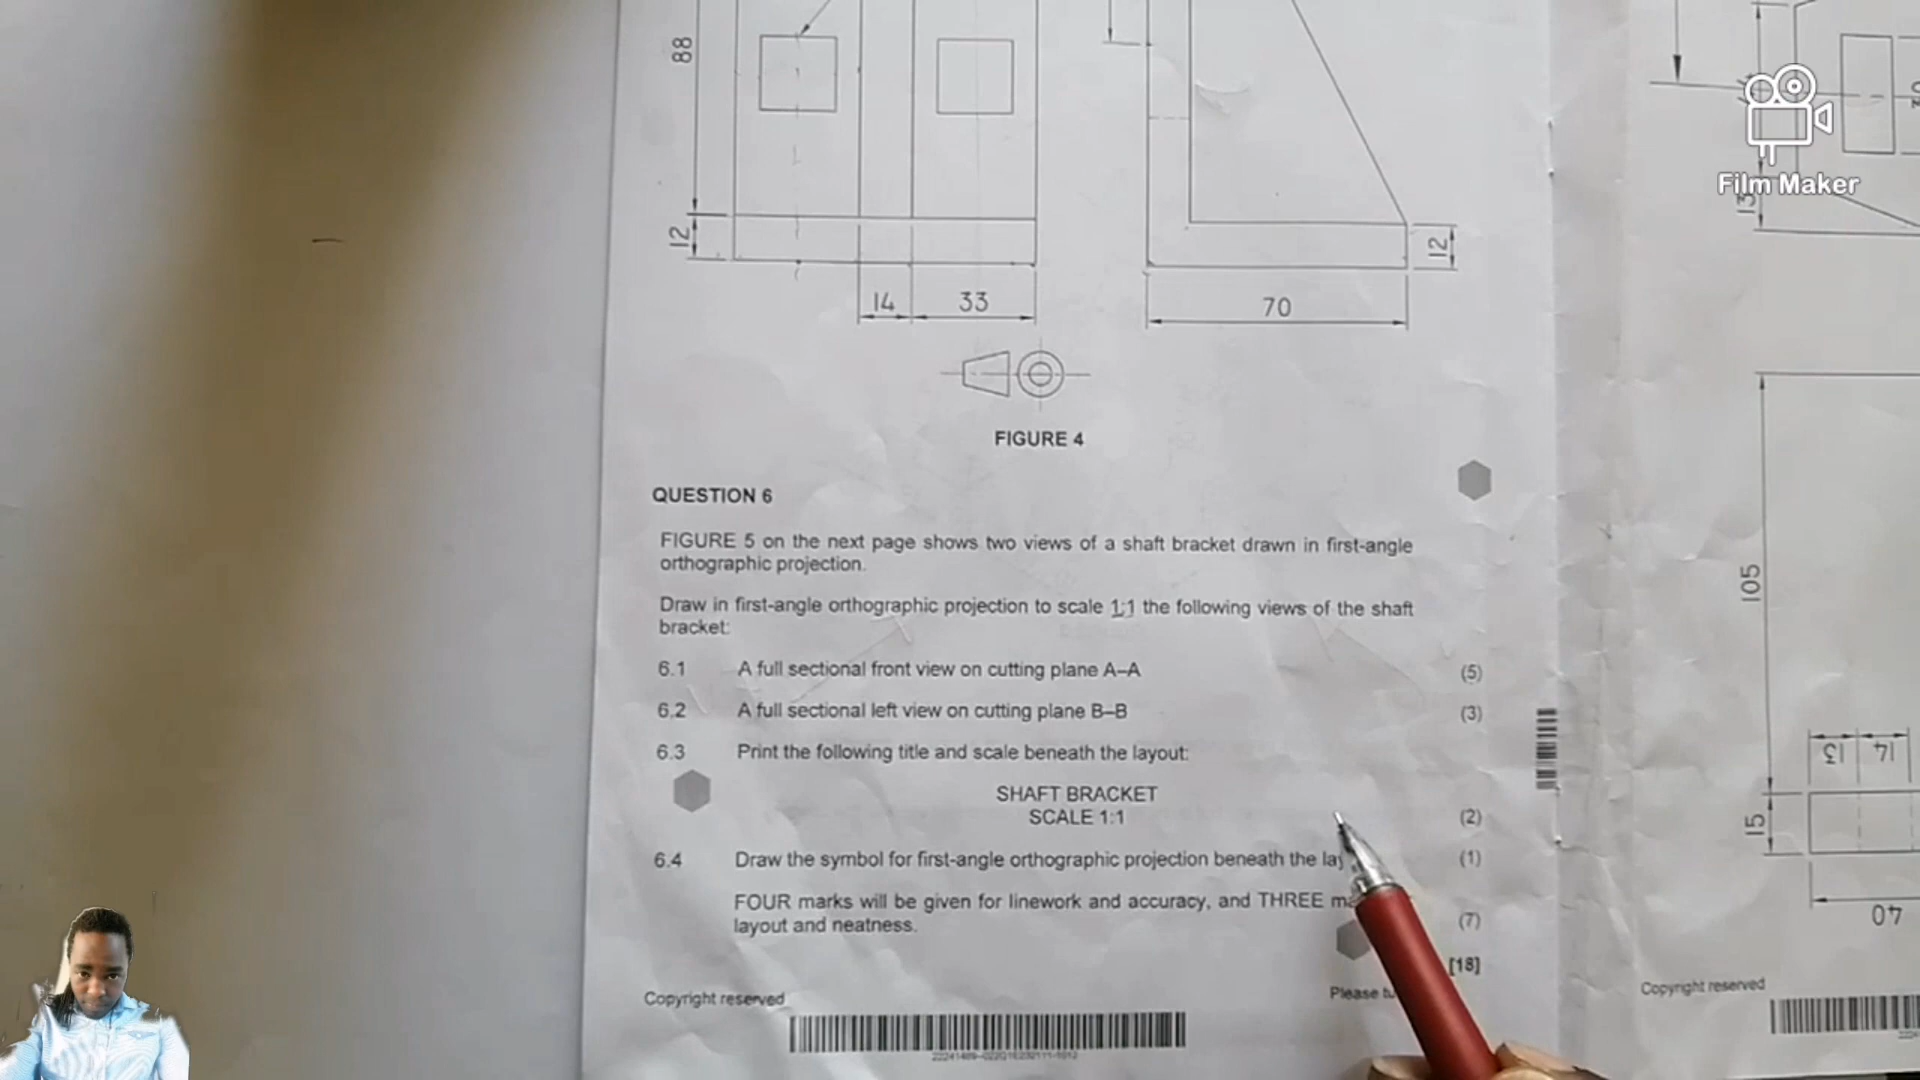 88
12
14
33
70
12
FIGURE 4
QUESTION 6
FIGURE 5 on the next page shows two views of a shaft bracket drawn in first-angle
orthographic projection.
Draw in first-angle orthographic projection to scale 1:1 the following views of the shaft
bracket:
6.1 A full sectional front view on cutting plane A–A (5)
6.2 A full sectional left view on cutting plane B–B (3)
6.3 Print the following title and scale beneath the layout:
SHAFT BRACKET
SCALE 1:1 (2)
6.4 Draw the symbol for first-angle orthographic projection beneath the lay (1)
FOUR marks will be given for linework and accuracy, and THREE
layout and neatness. (7)
[18]
Copyright reserved
Please
Film Maker
13
105
13
14
15
40
Copyright reserved